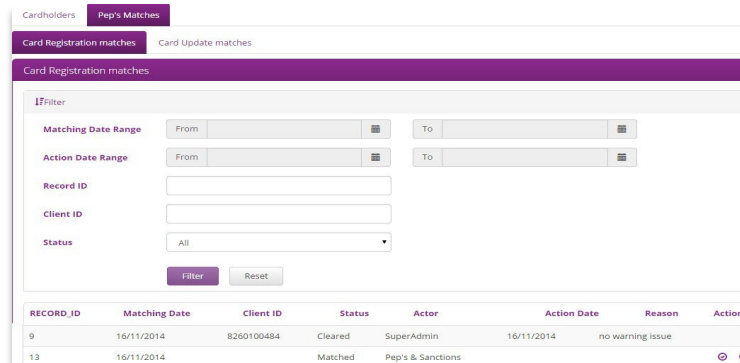 Cardholders Pep's Matches
Card Registration matches Card Update matches
Card Registration matches
Filter
Matching Date Range From To
Action Date Range From To
Record ID
Client ID
Status All
Filter Reset
RECORD_ID Matching Date Client ID Status Actor Action Date Reason Action
9 16/11/2014 8260100484 Cleared SuperAdmin 16/11/2014 no warning issue
13 16/11/2014 Matched Pep's & Sanctions